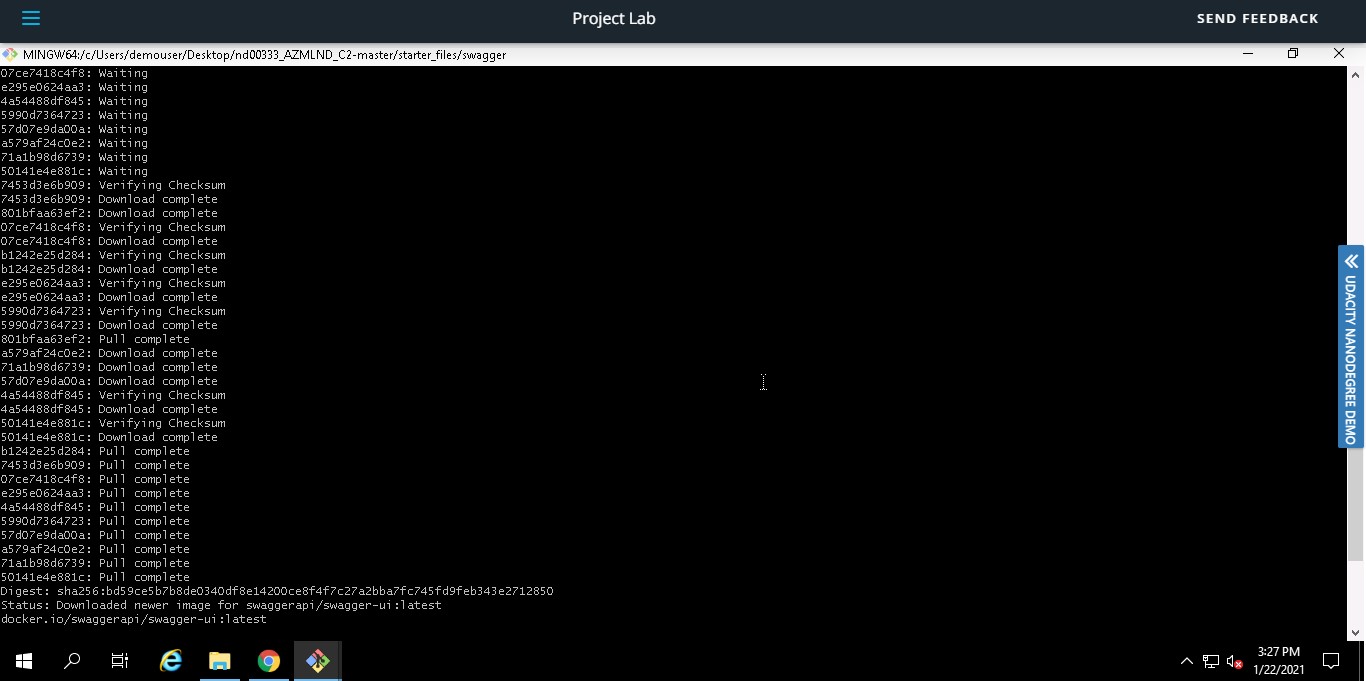 Project Lab
SEND FEEDBACK
MINGW64:/c/Users/demouser/Desktop/nd00333_AZMLND_C2-master/starter_files/swagger
07ce7418c4f8: Waiting
e295e0624aa3: Waiting
4a54488df845: Waiting
5990d7364723: Waiting
57d07e9da00a: Waiting
a579af24c0e2: Waiting
71a1b98d6739: Waiting
50141e4e881c: Waiting
7453d3e6b909: Verifying Checksum
7453d3e6b909: Download complete
801bfaa63ef2: Download complete
07ce7418c4f8: Verifying Checksum
07ce7418c4f8: Download complete
b1242e25d284: Verifying Checksum
b1242e25d284: Download complete
e295e0624aa3: Verifying Checksum
e295e0624aa3: Download complete
5990d7364723: Verifying Checksum
5990d7364723: Download complete
801bfaa63ef2: Pull complete
a579af24c0e2: Download complete
71a1b98d6739: Download complete
57d07e9da00a: Download complete
4a54488df845: Verifying Checksum
4a54488df845: Download complete
50141e4e881c: Verifying Checksum
50141e4e881c: Download complete
b1242e25d284: Pull complete
7453d3e6b909: Pull complete
07ce7418c4f8: Pull complete
e295e0624aa3: Pull complete
4a54488df845: Pull complete
5990d7364723: Pull complete
57d07e9da00a: Pull complete
a579af24c0e2: Pull complete
71a1b98d6739: Pull complete
50141e4e881c: Pull complete
Digest: sha256:bd59ce5b7b8de0340df8e14200ce8f4f7c27a2bba7fc745fd9feb343e2712850
Status: Downloaded newer image for swaggerapi/swagger-ui:latest
docker.io/swaggerapi/swagger-ui:latest
UDACITY NANODEGREE DEMO
3:27 PM
1/22/2021